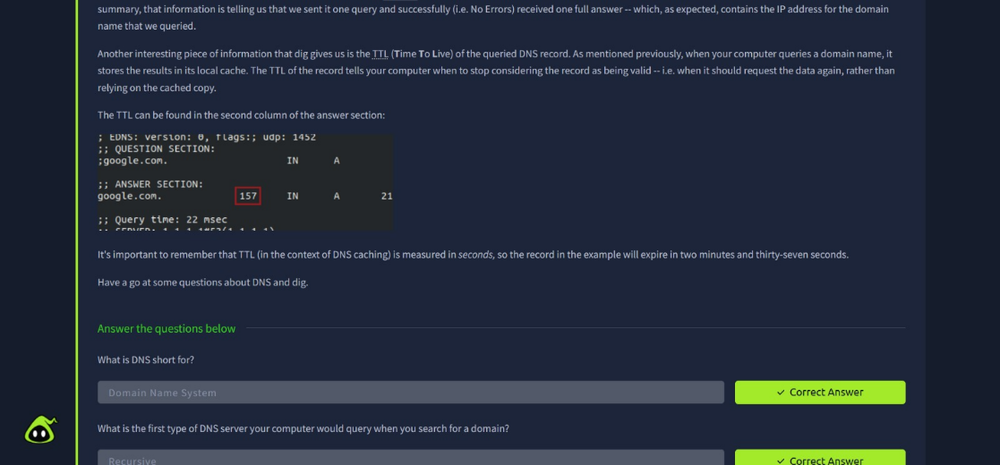 summary, that information is telling us that we sent it one query and successfully (i.e. No Errors) received one full answer -- which, as expected, contains the IP address for the domain
name that we queried.
Another interesting piece of information that dig gives us is the TTL (Time To Live) of the queried DNS record. As mentioned previously, when your computer queries a domain name, it
stores the results in its local cache. The TTL of the record tells your computer when to stop considering the record as being valid -- i.e. when it should request the data again, rather than
relying on the cached copy.
The TTL can be found in the second column of the answer section:
; EDNS: version: 0, flags:; udp: 1452
;; QUESTION SECTION:
;google.com. IN A
;; ANSWER SECTION:
google.com. 157 IN A 21
;; Query time: 22 msec
;; SERVER: 1.1.1.1#53(1.1.1.1)
It's important to remember that TTL (in the context of DNS caching) is measured in seconds, so the record in the example will expire in two minutes and thirty-seven seconds.
Have a go at some questions about DNS and dig.
Answer the questions below
What is DNS short for?
Domain Name System
✓ Correct Answer
What is the first type of DNS server your computer would query when you search for a domain?
Recursive
✓ Correct Answer